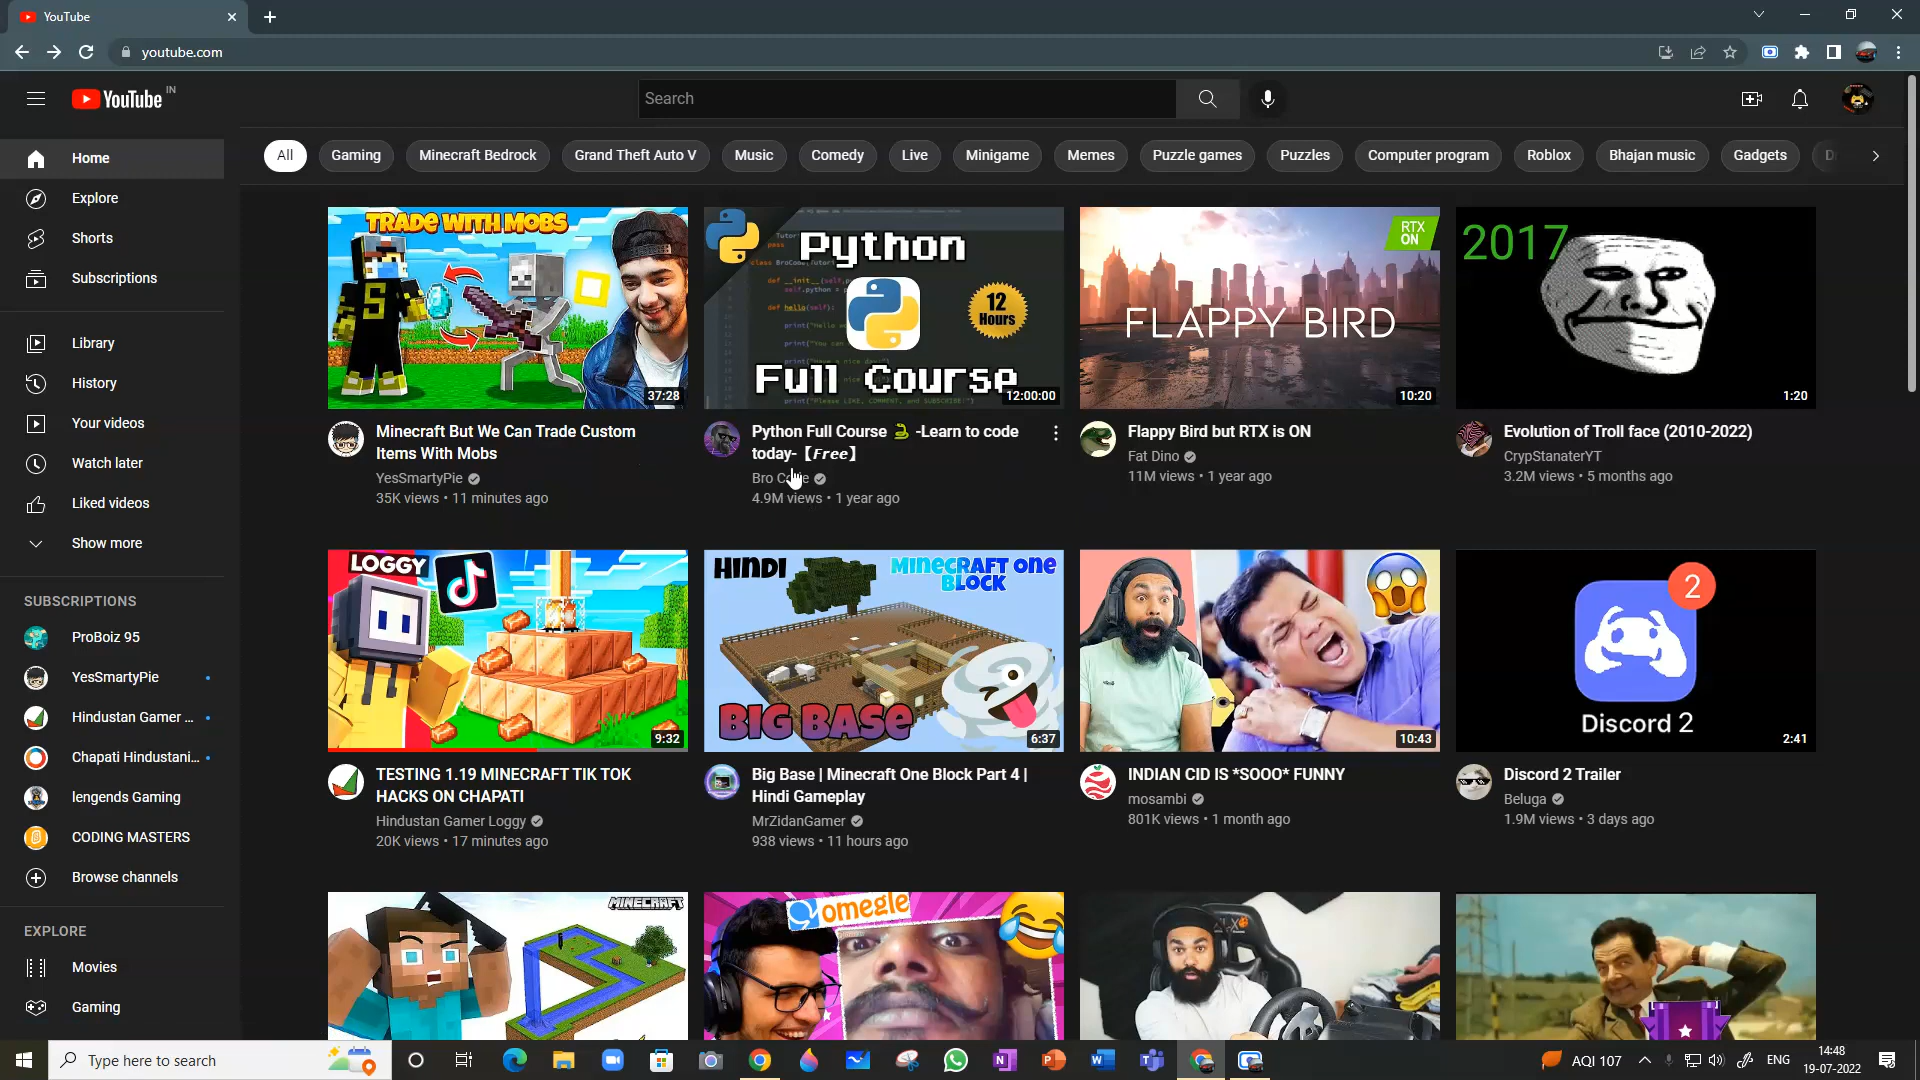 YouTube
youtube.com
YouTube IN
Search
Home
Explore
Shorts
Subscriptions
Library
History
Your videos
Watch later
Liked videos
Show more
SUBSCRIPTIONS
ProBoiz 95
YesSmartyPie
Hindustan Gamer ...
Chapati Hindustani...
lengends Gaming
CODING MASTERS
Browse channels
EXPLORE
Movies
Gaming
All Gaming Minecraft Bedrock Grand Theft Auto V Music Comedy Live Minigame Memes Puzzle games Puzzles Computer program Roblox Bhajan music Gadgets
TRADE WITH MOBS
S
37:28
Minecraft But We Can Trade Custom
Items With Mobs
YesSmartyPie
35K views • 11 minutes ago
Python
12
Hours
Full Course
12:00:00
Python Full Course 🐍 -Learn to code
today-【𝙁𝙧𝙚𝙚】
Bro Code
4.9M views • 1 year ago
RTX
ON
FLAPPY BIRD
10:20
Flappy Bird but RTX is ON
Fat Dino
11M views • 1 year ago
2017
1:20
Evolution of Troll face (2010-2022)
CrypStanaterYT
3.2M views • 5 months ago
LOGGY
9:32
TESTING 1.19 MINECRAFT TIK TOK
HACKS ON CHAPATI
Hindustan Gamer Loggy
20K views • 17 minutes ago
HINDI
MINECRAFT ONE
BLOCK
BIG BASE
6:37
Big Base | Minecraft One Block Part 4 |
Hindi Gameplay
MrZidanGamer
938 views • 11 hours ago
10:43
INDIAN CID IS *SOOO* FUNNY
mosambi
801K views • 1 month ago
2
Discord 2
2:41
Discord 2 Trailer
Beluga
1.9M views • 3 days ago
MINECRAFT
omegle
Type here to search
AQI 107
ENG
14:48
19-07-2022